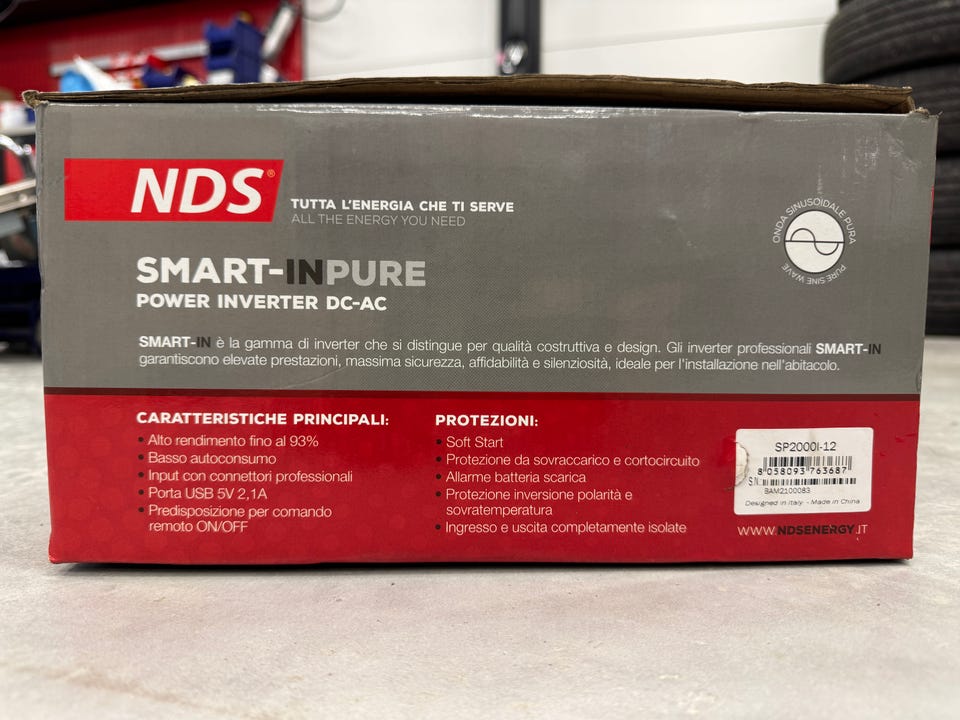 NDS®
TUTTA L'ENERGIA CHE TI SERVE
ALL THE ENERGY YOU NEED
ONDA SINUSOIDALE PURA
PURE SINE WAVE
SMART-INPURE
POWER INVERTER DC-AC
SMART-IN è la gamma di inverter che si distingue per qualità costruttiva e design. Gli inverter professionali SMART-IN
garantiscono elevate prestazioni, massima sicurezza, affidabilità e silenziosità, ideale per l'installazione nell'abitacolo.
CARATTERISTICHE PRINCIPALI:
• Alto rendimento fino al 93%
• Basso autoconsumo
• Input con connettori professionali
• Porta USB 5V 2,1A
• Predisposizione per comando
remoto ON/OFF
PROTEZIONI:
• Soft Start
• Protezione da sovraccarico e cortocircuito
• Allarme batteria scarica
• Protezione inversione polarità e
sovratemperatura
• Ingresso e uscita completamente isolate
SP2000I-12
8 058093 763687
S.N.
BAM2100083
Designed in Italy. - Made in China
WWW.NDSENERGY.IT